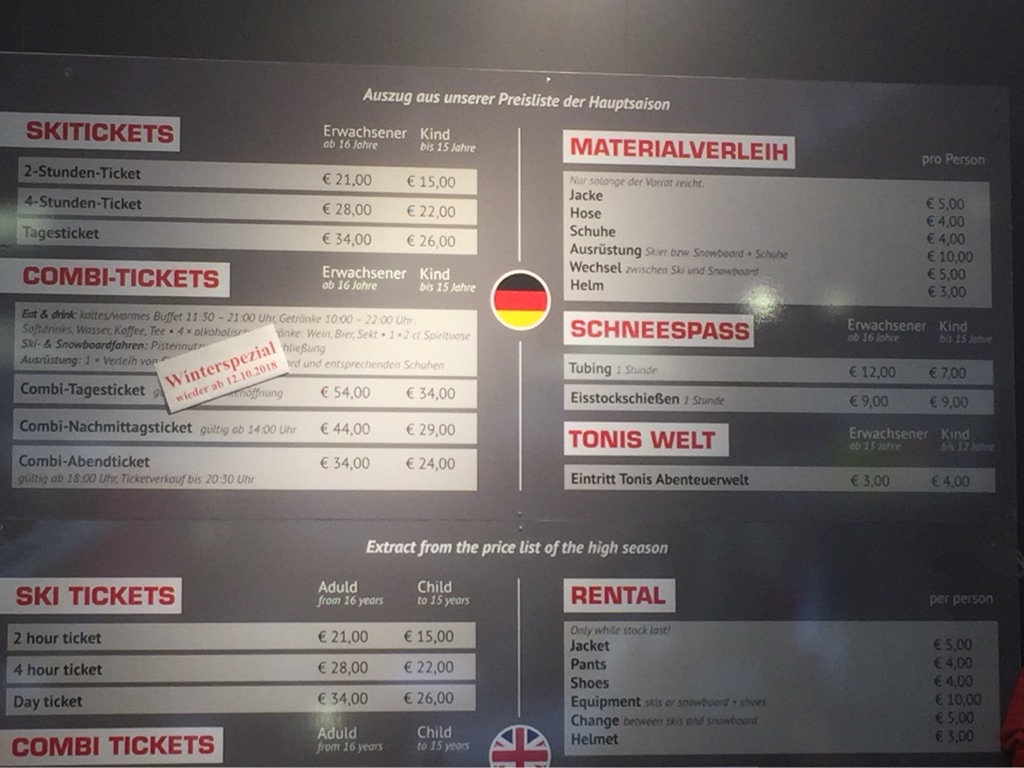 Auszug aus unserer Preisliste der Hauptsaison
SKITICKETS Erwachsener Kind
ab 16 Jahre bis 15 Jahre
2-Stunden-Ticket € 21,00 € 15,00
4-Stunden-Ticket € 28,00 € 22,00
Tagesticket € 34,00 € 26,00
COMBI-TICKETS Erwachsener Kind
ab 16 Jahre bis 15 Jahre
Eat & drink: kaltes/warmes Buffet 11:30 – 21:00 Uhr, Getränke 10:00 – 22:00 Uhr:
Softdrinks, Wasser, Kaffee, Tee • 4 × Wein, Bier, Sekt • 1 × 2 cl Spirituose
Ski- & Snowboardfahren:
Ausrüstung: 1 × Verleih von und entsprechenden Schuhen
Winterspezial
wieder ab 12.10.2018
Combi-Tagesticket € 54,00 € 34,00
Combi-Nachmittagsticket gültig ab 14:00 Uhr € 44,00 € 29,00
Combi-Abendticket € 34,00 € 24,00
gültig ab 18:00 Uhr, Ticketverkauf bis 20:30 Uhr
MATERIALVERLEIH pro Person
Nur solange der Vorrat reicht.
Jacke € 5,00
Hose € 4,00
Schuhe € 4,00
Ausrüstung Skier bzw. Snowboard + Schuhe € 10,00
Wechsel zwischen Ski und Snowboard € 5,00
Helm € 3,00
SCHNEESPASS Erwachsener Kind
ab 16 Jahre bis 15 Jahre
Tubing 1 Stunde € 12,00 € 7,00
Eisstockschießen 1 Stunde € 9,00 € 9,00
TONIS WELT Erwachsener Kind
ab 13 Jahre bis 12 Jahre
Eintritt Tonis Abenteuerwelt € 3,00 € 4,00
Extract from the price list of the high season
SKI TICKETS Aduld Child
from 16 years to 15 years
2 hour ticket € 21,00 € 15,00
4 hour ticket € 28,00 € 22,00
Day ticket € 34,00 € 26,00
COMBI TICKETS Aduld Child
from 16 years to 15 years
RENTAL per person
Only while stock last!
Jacket € 5,00
Pants € 4,00
Shoes € 4,00
Equipment skis or snowboard + shoes € 10,00
Change between skis and snowboard € 5,00
Helmet € 3,00